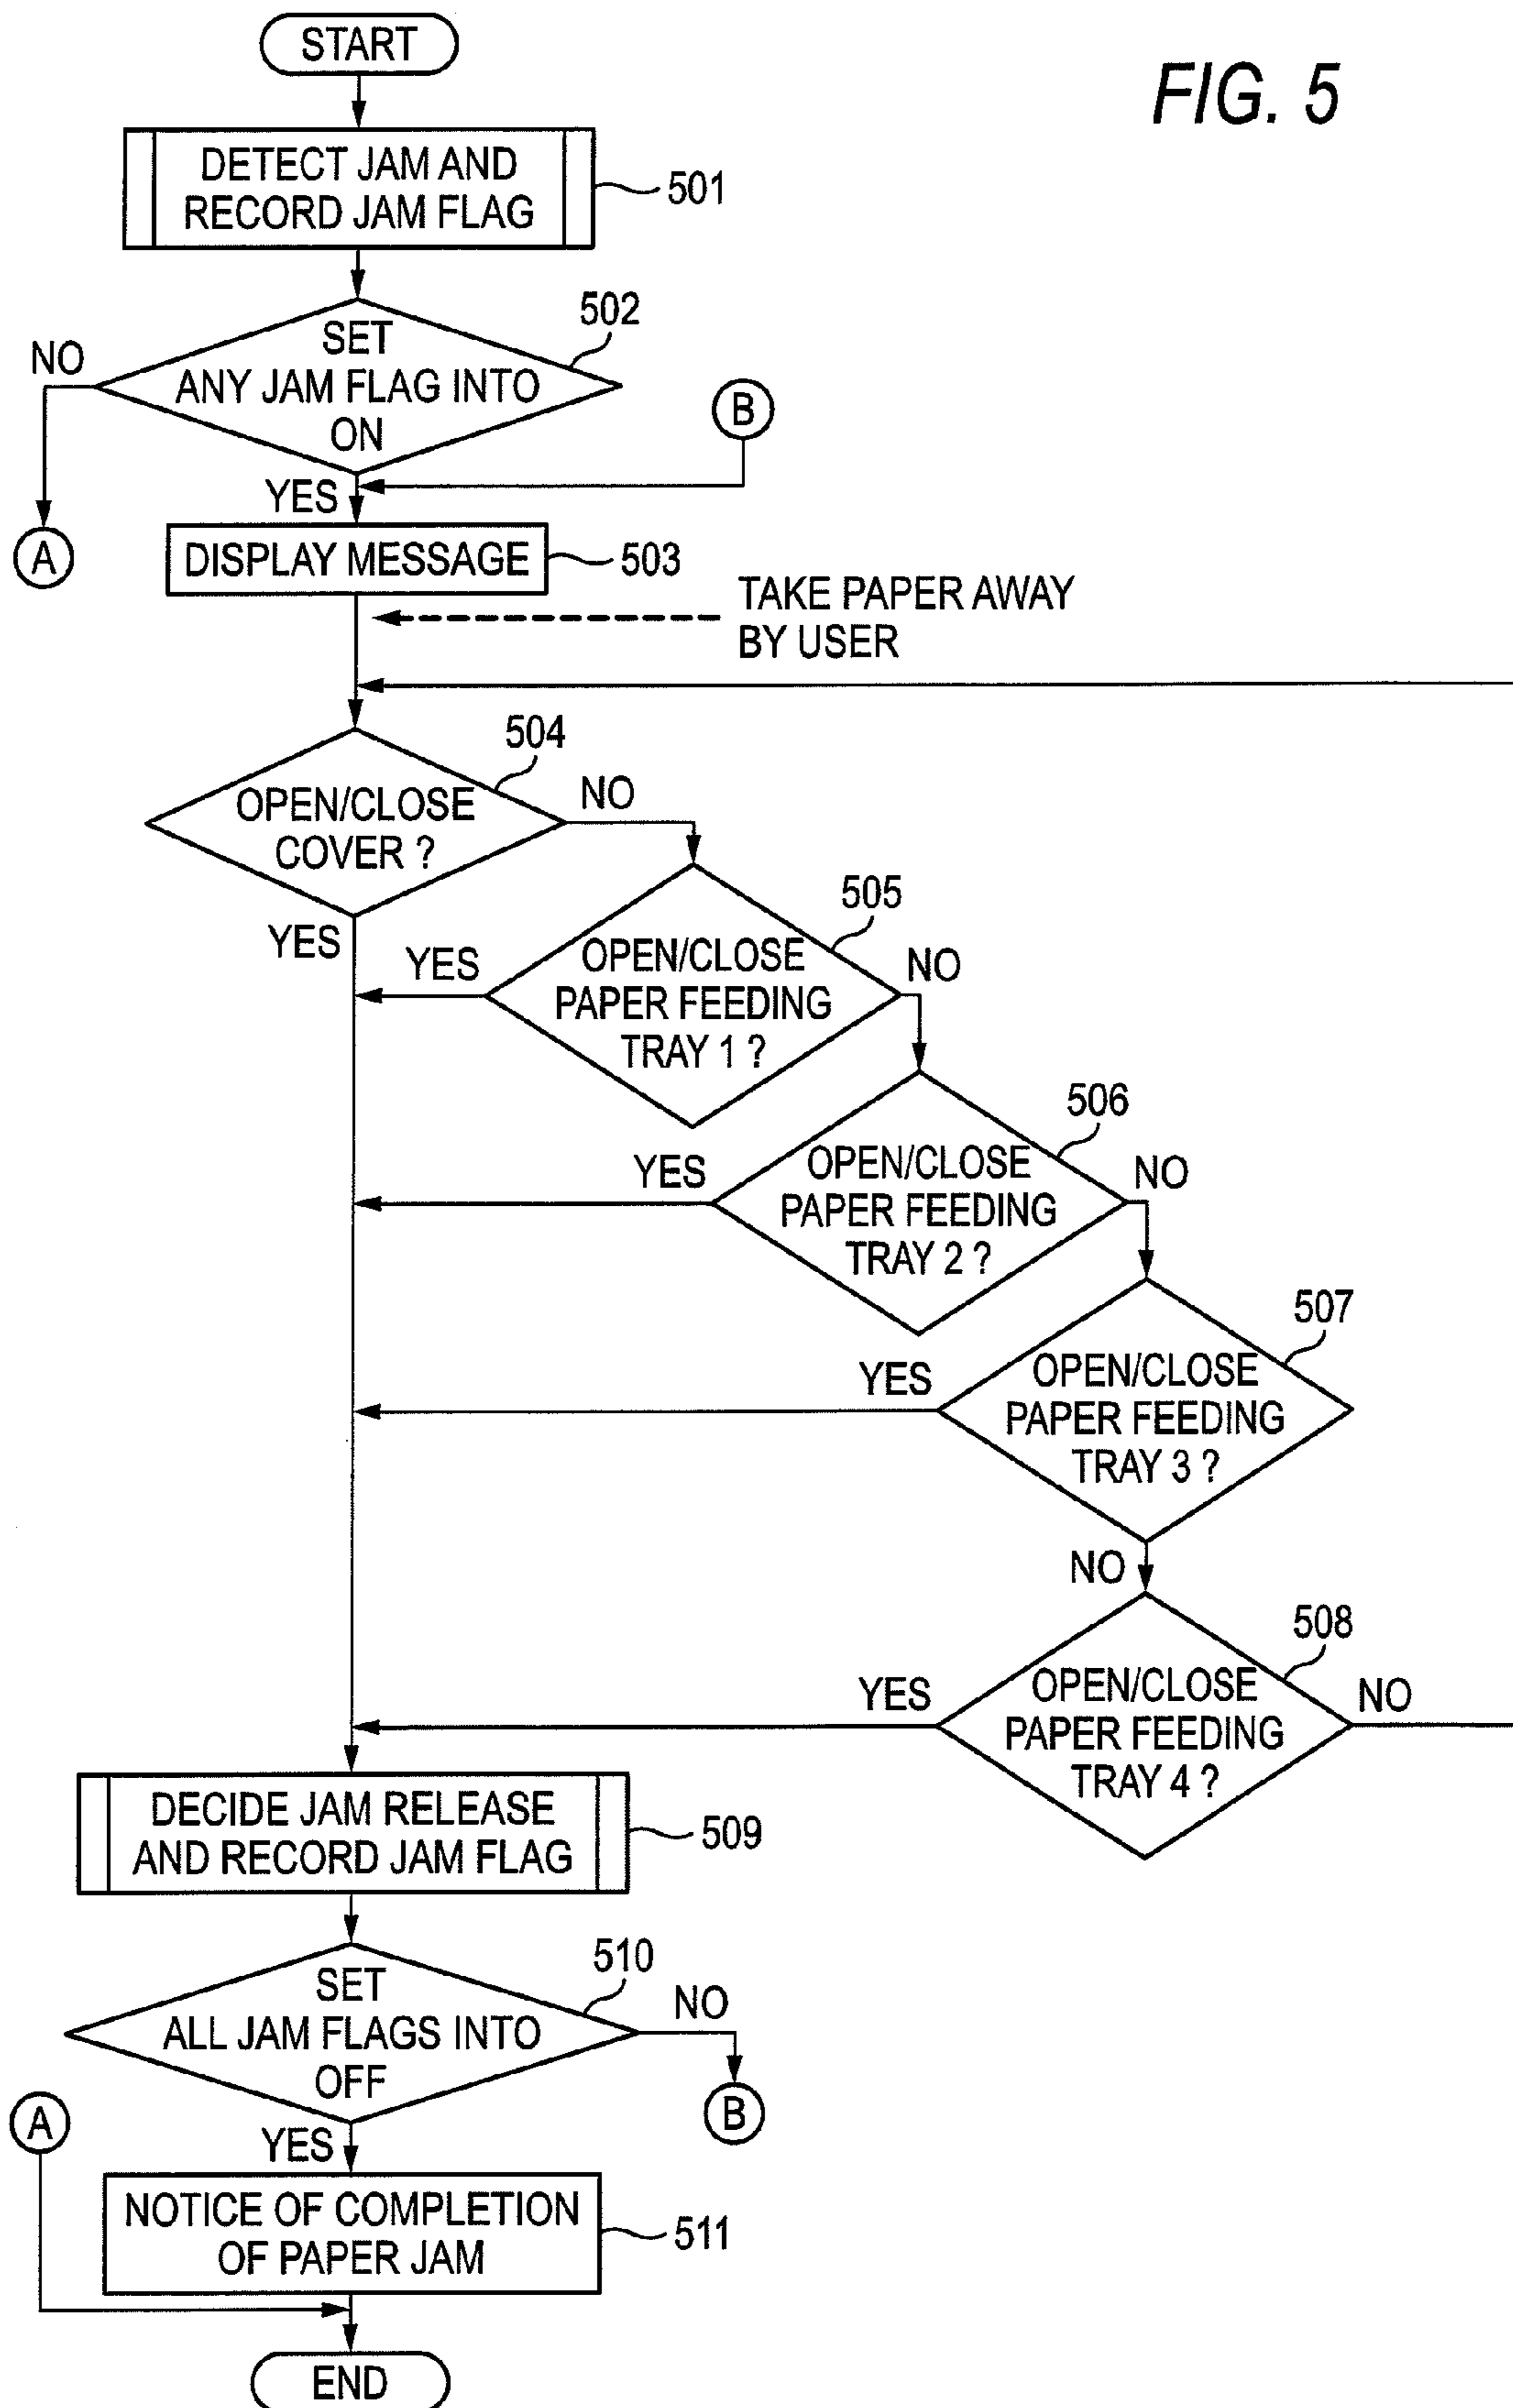 START
FIG. 5
DETECT JAM AND
RECORD JAM FLAG
501
502
NO
SET
ANY JAM FLAG INTO
ON
B
YES
A
DISPLAY MESSAGE
503
TAKE PAPER AWAY
BY USER
504
OPEN/CLOSE
COVER ?
NO
YES
505
YES
OPEN/CLOSE
PAPER FEEDING
TRAY 1 ?
NO
506
YES
OPEN/CLOSE
PAPER FEEDING
TRAY 2 ?
NO
507
YES
OPEN/CLOSE
PAPER FEEDING
TRAY 3 ?
NO
508
YES
OPEN/CLOSE
PAPER FEEDING
TRAY 4 ?
NO
DECIDE JAM RELEASE
AND RECORD JAM FLAG
509
510
SET
ALL JAM FLAGS INTO
OFF
NO
B
A
YES
NOTICE OF COMPLETION
OF PAPER JAM
511
END